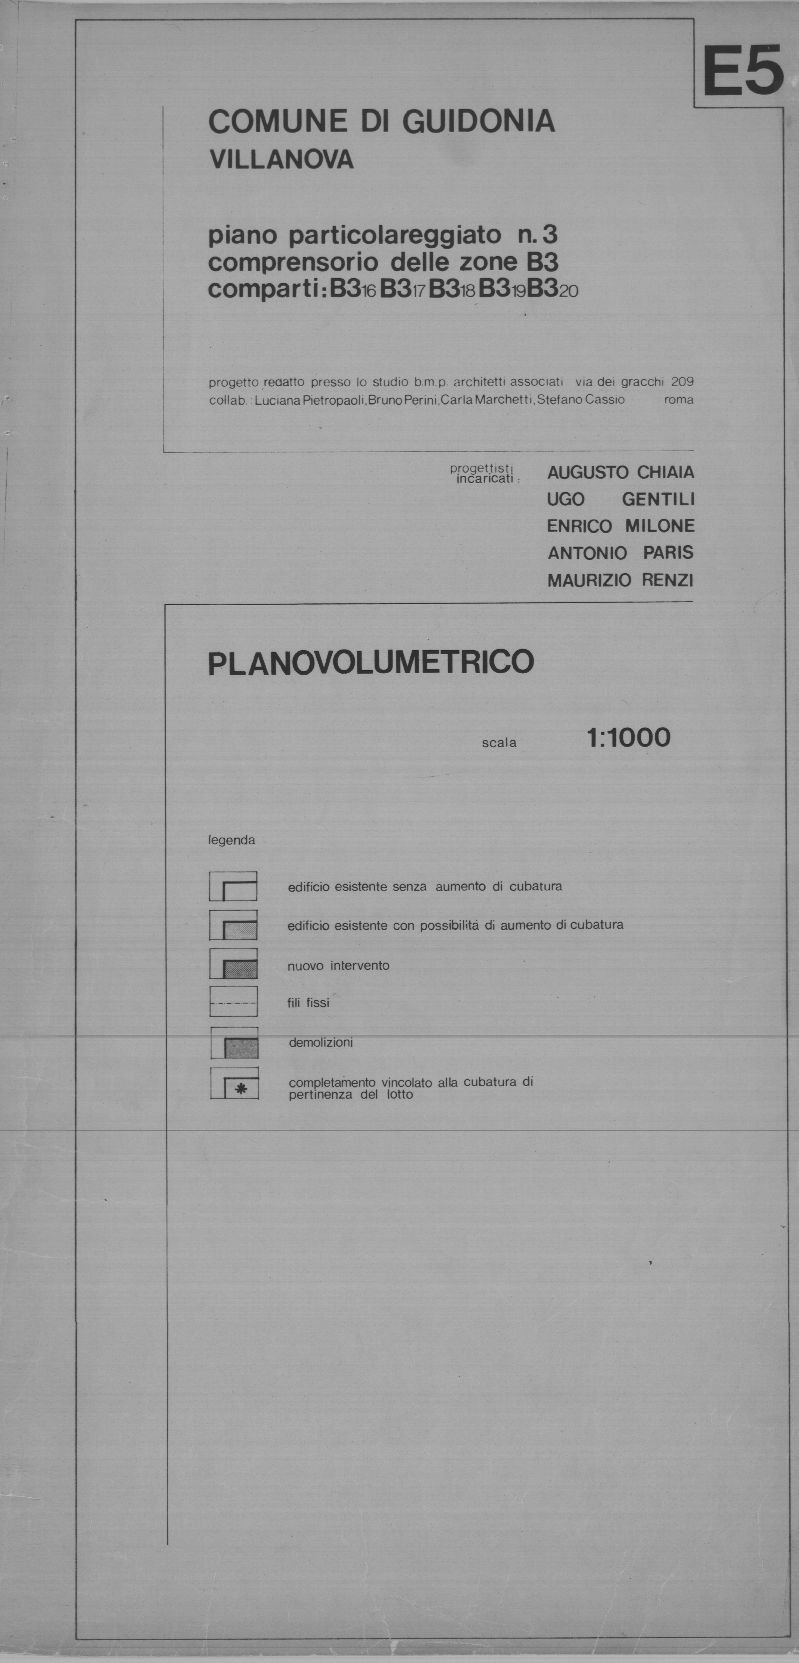 E5
COMUNE DI GUIDONIA
VILLANOVA
piano particolareggiato n. 3
comprensorio delle zone B3
comparti: B316 B317 B318 B319 B320
progetto redatto presso lo studio b.m.p. architetti associati via dei gracchi 209
collab. : Luciana Pietropaoli, Bruno Perini, Carla Marchetti, Stefano Cassio roma
progettisti
incaricati :
AUGUSTO CHIAIA
UGO GENTILI
ENRICO MILONE
ANTONIO PARIS
MAURIZIO RENZI
PLANOVOLUMETRICO
scala 1:1000
legenda
edificio esistente senza aumento di cubatura
edificio esistente con possibilità di aumento di cubatura
nuovo intervento
fili fissi
demolizioni
completamento vincolato alla cubatura di
pertinenza del lotto